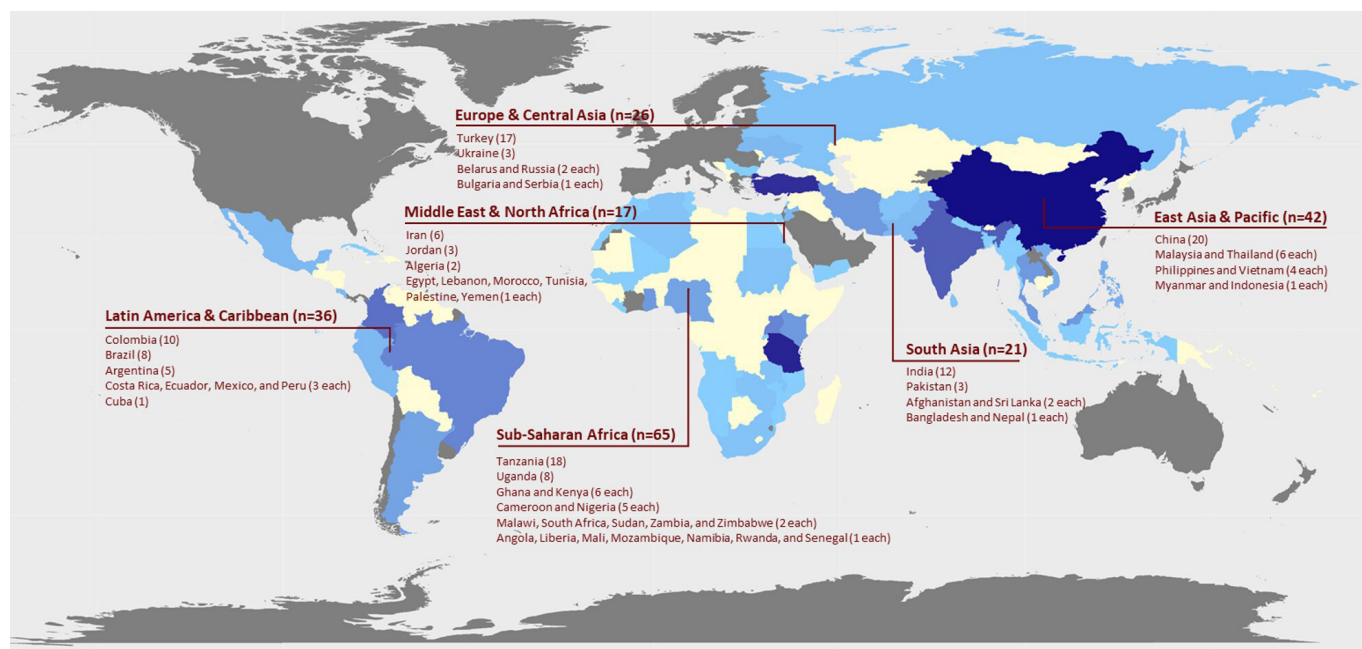 Europe & Central Asia (n=26)
Turkey (17)
Ukraine (3)
Belarus and Russia (2 each)
Bulgaria and Serbia (1 each)
Middle East & North Africa (n=17)
Iran (6)
Jordan (3)
Algeria (2)
Egypt, Lebanon, Morocco, Tunisia,
Palestine, Yemen (1 each)
East Asia & Pacific (n=42)
China (20)
Malaysia and Thailand (6 each)
Philippines and Vietnam (4 each)
Myanmar and Indonesia (1 each)
Latin America & Caribbean (n=36)
Colombia (10)
Brazil (8)
Argentina (5)
Costa Rica, Ecuador, Mexico, and Peru (3 each)
Cuba (1)
South Asia (n=21)
India (12)
Pakistan (3)
Afghanistan and Sri Lanka (2 each)
Bangladesh and Nepal (1 each)
Sub-Saharan Africa (n=65)
Tanzania (18)
Uganda (8)
Ghana and Kenya (6 each)
Cameroon and Nigeria (5 each)
Malawi, South Africa, Sudan, Zambia, and Zimbabwe (2 each)
Angola, Liberia, Mali, Mozambique, Namibia, Rwanda, and Senegal (1 each)